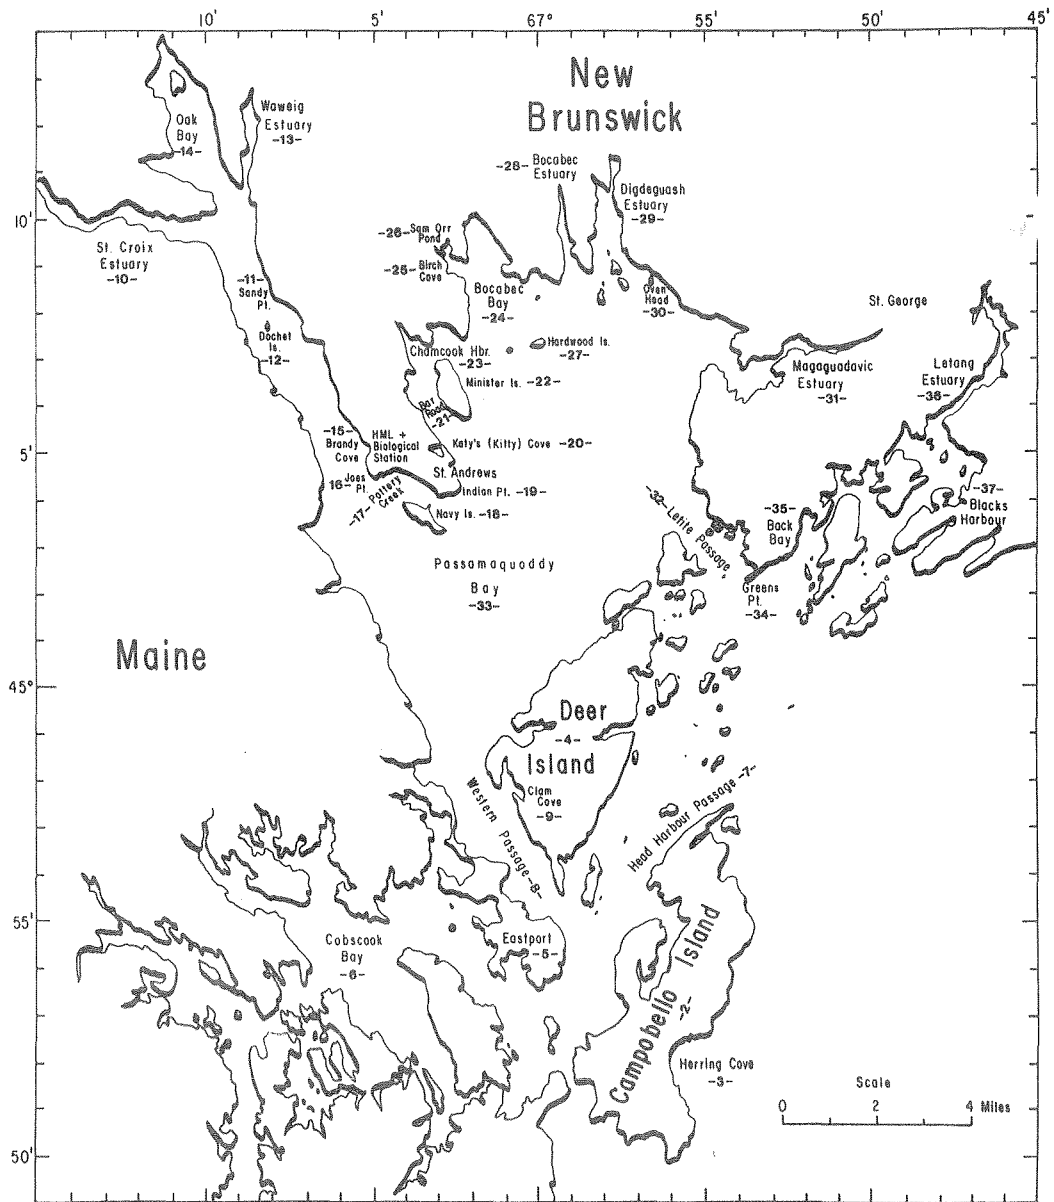 10'
5'
67°
55'
50'
45'
New
Brunswick
Oak
Bay
-14-
Waweig
Estuary
-13-
-28- Bocabec
Estuary
Digdeguash
Estuary
-29-
10'
St. Croix
Estuary
-10-
-26- Sam Orr
Pond
-25- Birch
Cove
-11-
Sandy
Pt.
Bocabec
Bay
-24-
Oven
Head
-30-
St. George
Dochet
Is.
-12-
Chamcook Hbr.
-23-
Hardwood Is.
-27-
Magaguadavic
Estuary
-31-
Letang
Estuary
-36-
Minister Is. -22-
Bar
Road
-21-
5'
-15-
Brandy
Cove
HML +
Biological
Station
Katy's (Kitty) Cove -20-
St. Andrews
16- Joes
Pt.
-17- Pottery
Creek
Indian Pt. -19-
Navy Is. -18-
-32- Letite Passage
-35-
Back
Bay
-37-
Blacks
Harbour
Passamaquoddy
Bay
-33-
Greens
Pt.
-34-
Maine
45°
Deer
-4-
Island
Clam
Cove
-9-
Western Passage -8-
Head Harbour Passage -7-
55'
Cobscook
Bay
-6-
Eastport
-5-
Campobello Island
-2-
Herring Cove
-3-
Scale
0 2 4 Miles
50'